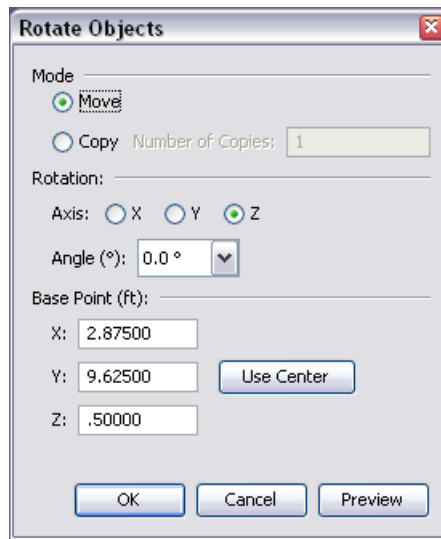 Rotate Objects
Mode
Move
Copy Number of Copies: 1
Rotation:
Axis: X Y Z
Angle (°): 0.0 °
Base Point (ft):
X: 2.87500
Y: 9.62500 Use Center
Z: .50000
OK Cancel Preview